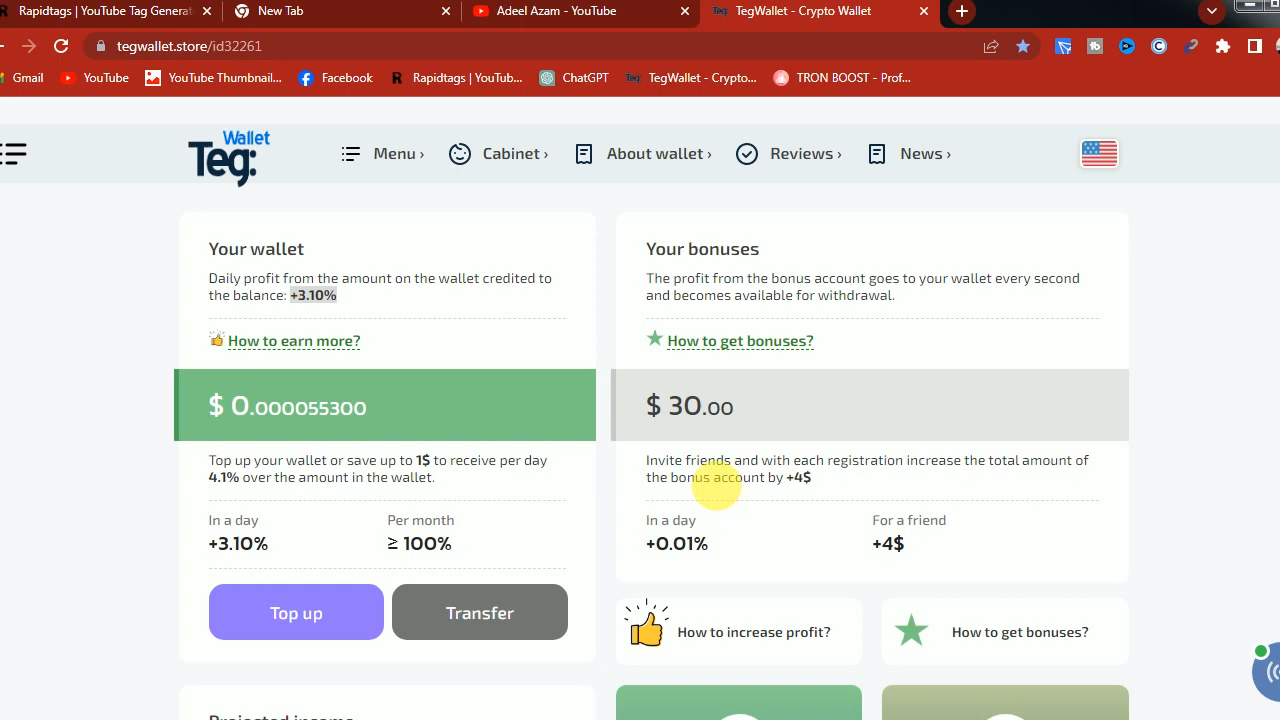 Rapidtags | YouTube Tag Generat
New Tab
Adeel Azam - YouTube
TegWallet - Crypto Wallet
tegwallet.store/id32261
Gmail
YouTube
YouTube Thumbnail...
Facebook
Rapidtags | YouTub...
ChatGPT
TegWallet - Crypto...
TRON BOOST - Prof...
Teg: Wallet
Menu ›
Cabinet ›
About wallet ›
Reviews ›
News ›
Your wallet
Daily profit from the amount on the wallet credited to
the balance: +3.10%
How to earn more?
$ 0.000055300
Top up your wallet or save up to 1$ to receive per day
4.1% over the amount in the wallet.
In a day
Per month
+3.10%
≥ 100%
Top up
Transfer
Your bonuses
The profit from the bonus account goes to your wallet every second
and becomes available for withdrawal.
How to get bonuses?
$ 30.00
Invite friends and with each registration increase the total amount of
the bonus account by +4$
In a day
For a friend
+0.01%
+4$
How to increase profit?
How to get bonuses?
Projected income